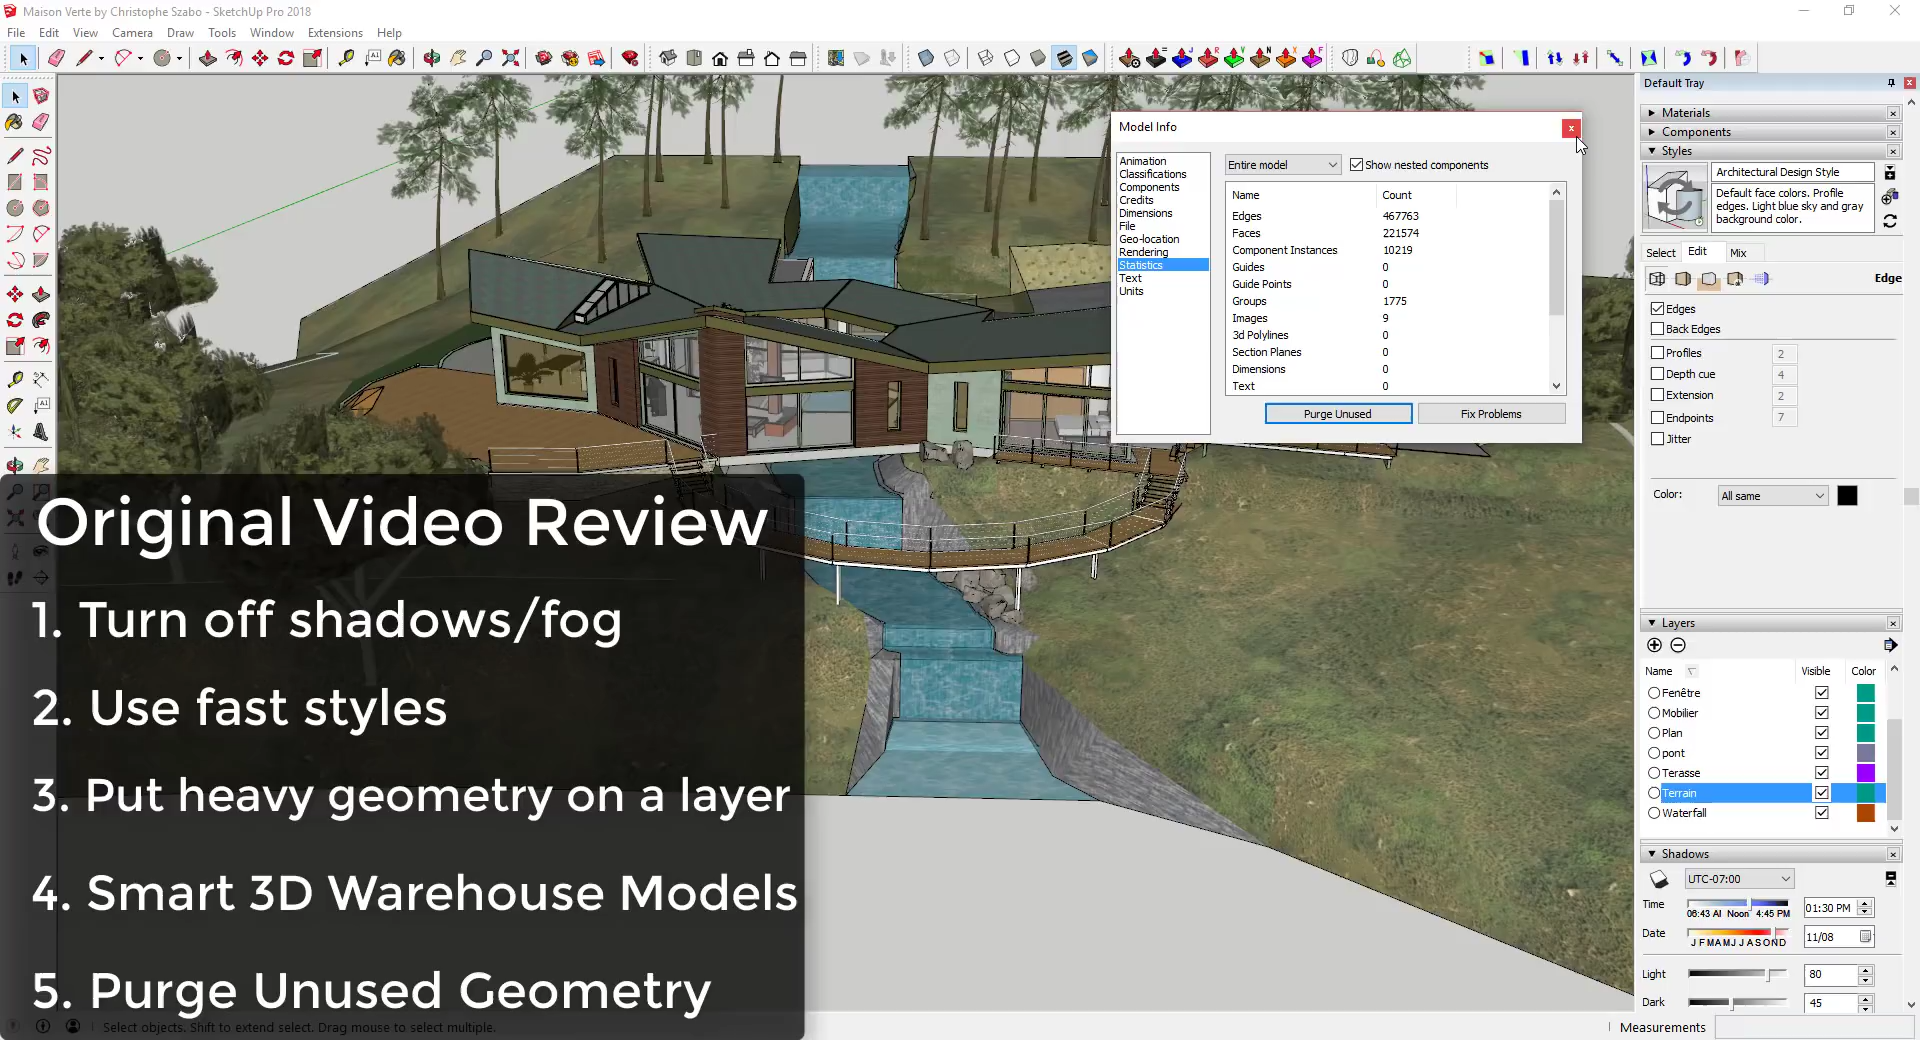 Maison Verte by Christophe Szabo - SketchUp Pro 2018
File Edit View Camera Draw Tools Window Extensions Help
Model Info
Animation
Classifications
Components
Credits
Dimensions
File
Geo-location
Rendering
Statistics
Text
Units
Entire model Show nested components
Name Count
Edges 467763
Faces 221574
Component Instances 10219
Guides 0
Guide Points 0
Groups 1775
Images 9
3d Polylines 0
Section Planes 0
Dimensions 0
Text 0
Purge Unused Fix Problems
Default Tray
Materials
Components
Styles
Architectural Design Style
Default face colors. Profile
edges. Light blue sky and gray
background color.
Select Edit Mix
Edge
Edges
Back Edges
Profiles 2
Depth cue 4
Extension 2
Endpoints 7
Jitter
Color: All same
Layers
Name Visible Color
Fenêtre
Mobilier
Plan
pont
Terasse
Terrain
Waterfall
Shadows
UTC-07:00
Time 06:43 AI Noon 4:45 PM 01:30 PM
Date J F M A M J J A S O N D 11/08
Light 80
Dark 45
Original Video Review
1. Turn off shadows/fog
2. Use fast styles
3. Put heavy geometry on a layer
4. Smart 3D Warehouse Models
5. Purge Unused Geometry
Select objects. Shift to extend select. Drag mouse to select multiple.
Measurements